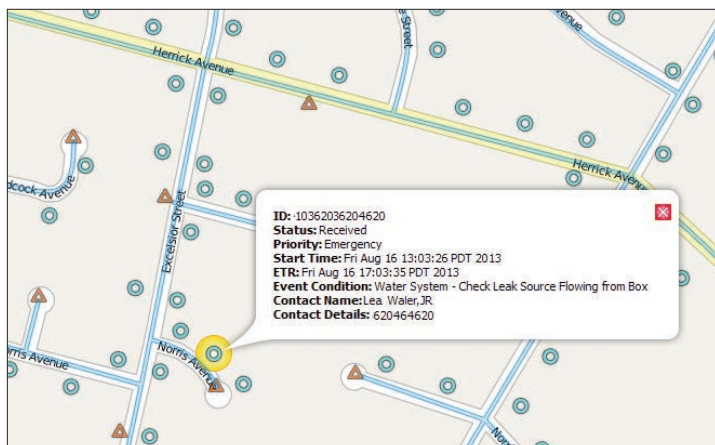 Herrick Avenue
Street
dcock Avenue
Herrick Avenue
Excelsior Street
ID: 10362036204620
Status: Received
Priority: Emergency
Start Time: Fri Aug 16 13:03:26 PDT 2013
ETR: Fri Aug 16 17:03:35 PDT 2013
Event Condition: Water System - Check Leak Source Flowing from Box
Contact Name: Lea Waler,JR
Contact Details: 620464620
Norris Avenue
rris Avenue
Norris